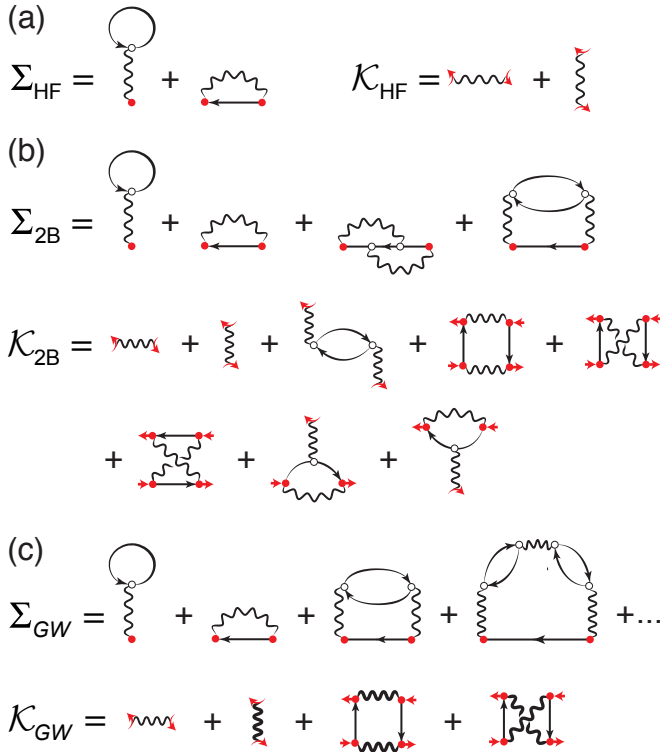 (a)
Σ_HF = + 𝒦_HF = +
(b)
Σ_2B = + + +
𝒦_2B = + + + +
+ + +
(c)
Σ_GW = + + + +...
𝒦_GW = + + +